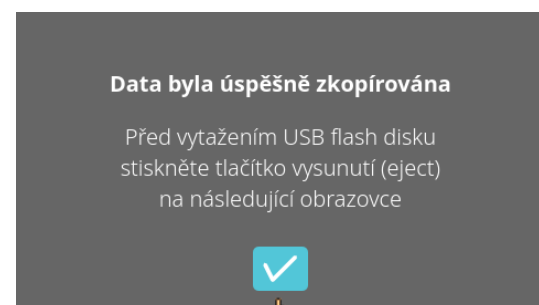 Data byla úspěšně zkopírována
Před vytažením USB flash disku
stiskněte tlačítko vysunutí (eject)
na následující obrazovce